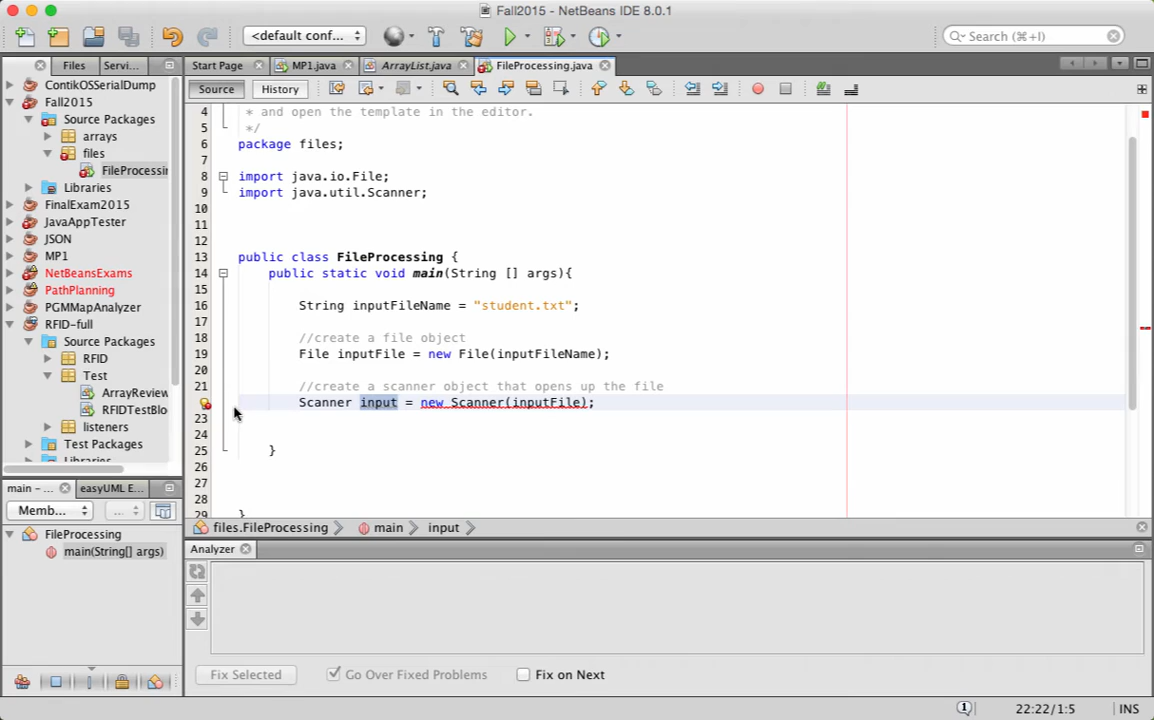 Fall2015 - NetBeans IDE 8.0.1
<default conf...
Search (⌘+I)
Files
Servi...
Start Page
MP1.java
ArrayList.java
FileProcessing.java
Source
History
ContikOSSerialDump
Fall2015
Source Packages
arrays
files
FileProcessin
Libraries
FinalExam2015
JavaAppTester
JSON
MP1
NetBeansExams
PathPlanning
PGMMapAnalyzer
RFID-full
Source Packages
RFID
Test
ArrayReview
RFIDTestBlo
listeners
Test Packages
Libraries
4 * and open the template in the editor.
5 */
6 package files;
7
8 import java.io.File;
9 import java.util.Scanner;
10
11
12
13 public class FileProcessing {
14 public static void main(String [] args){
15
16 String inputFileName = "student.txt";
17
18 //create a file object
19 File inputFile = new File(inputFileName);
20
21 //create a scanner object that opens up the file
Scanner input = new Scanner(inputFile);
23
24
25 }
26
27
28
29 }
files.FileProcessing
main
input
main - ...
easyUML E...
Memb...
...
FileProcessing
main(String[] args)
Analyzer
Fix Selected
Go Over Fixed Problems
Fix on Next
1
22:22/1:5
INS